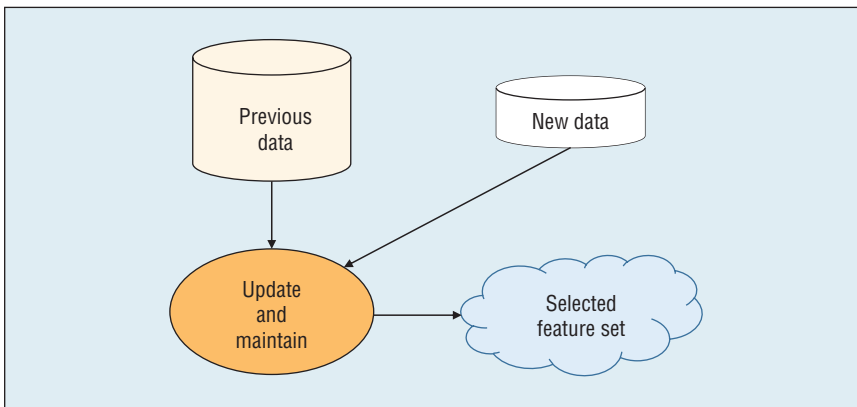 Previous
data
New data
Update
and
maintain
Selected
feature set